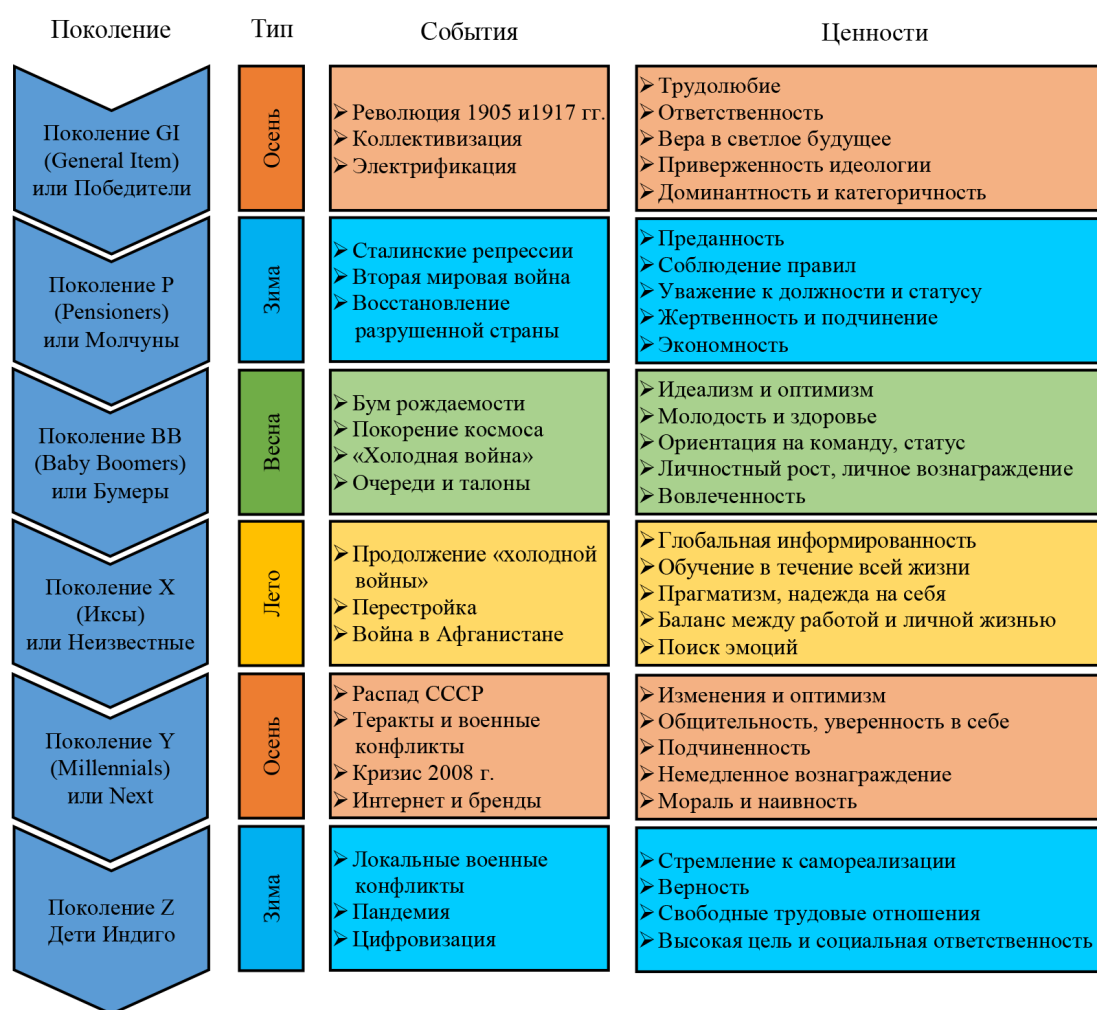 Поколение
Тип
События
Ценности
Поколение GI
(General Item)
или Победители
Осень
➢ Революция 1905 и1917 гг.
➢ Коллективизация
➢ Электрификация
➢ Трудолюбие
➢ Ответственность
➢ Вера в светлое будущее
➢ Приверженность идеологии
➢ Доминантность и категоричность
Поколение P
(Pensioners)
или Молчуны
Зима
➢ Сталинские репрессии
➢ Вторая мировая война
➢ Восстановление
разрушенной страны
➢ Преданность
➢ Соблюдение правил
➢ Уважение к должности и статусу
➢ Жертвенность и подчинение
➢ Экономность
Поколение BB
(Baby Boomers)
или Бумеры
Весна
➢ Бум рождаемости
➢ Покорение космоса
➢ «Холодная война»
➢ Очереди и талоны
➢ Идеализм и оптимизм
➢ Молодость и здоровье
➢ Ориентация на команду, статус
➢ Личностный рост, личное вознаграждение
➢ Вовлеченность
Поколение X
(Иксы)
или Неизвестные
Лето
➢ Продолжение «холодной
войны»
➢ Перестройка
➢ Война в Афганистане
➢ Глобальная информированность
➢ Обучение в течение всей жизни
➢ Прагматизм, надежда на себя
➢ Баланс между работой и личной жизнью
➢ Поиск эмоций
Поколение Y
(Millennials)
или Next
Осень
➢ Распад СССР
➢ Теракты и военные
конфликты
➢ Кризис 2008 г.
➢ Интернет и бренды
➢ Изменения и оптимизм
➢ Общительность, уверенность в себе
➢ Подчиненность
➢ Немедленное вознаграждение
➢ Мораль и наивность
Поколение Z
Дети Индиго
Зима
➢ Локальные военные
конфликты
➢ Пандемия
➢ Цифровизация
➢ Стремление к самореализации
➢ Верность
➢ Свободные трудовые отношения
➢ Высокая цель и социальная ответственность